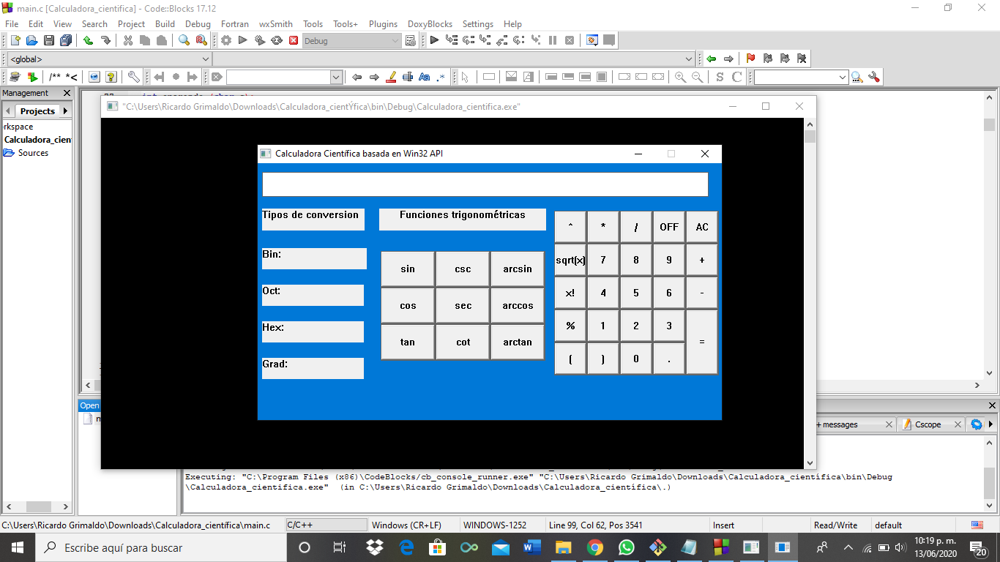 main.c [Calculadora_cientifica] - Code::Blocks 17.12
File Edit View Search Project Build Debug Fortran wxSmith Tools Tools+ Plugins DoxyBlocks Settings Help
Debug
<global>
/** *< Aa .* S C
Management
Projects
rkspace
Calculadora_cien
Sources
"C:\Users\Ricardo Grimaldo\Downloads\Calculadora_cientÝfica\bin\Debug\Calculadora_cientifica.exe"
Calculadora Científica basada en Win32 API
Tipos de conversion
Bin:
Oct:
Hex:
Grad:
Funciones trigonométricas
sin csc arcsin
cos sec arccos
tan cot arctan
^ * / OFF AC
sqrt(x) 7 8 9 +
x! 4 5 6 -
% 1 2 3 =
( ) 0 .
Open
+ messages
Cscope
Executing: "C:\Program Files (x86)\CodeBlocks/cb_console_runner.exe" "C:\Users\Ricardo Grimaldo\Downloads\Calculadora_científica\bin\Debug
\Calculadora_cientifica.exe" (in C:\Users\Ricardo Grimaldo\Downloads\Calculadora_científica\.)
C:\Users\Ricardo Grimaldo\Downloads\Calculadora_científica\main.c C/C++ Windows (CR+LF) WINDOWS-1252 Line 99, Col 62, Pos 3541 Insert Read/Write default
Escribe aquí para buscar
10:19 p. m.
13/06/2020
20